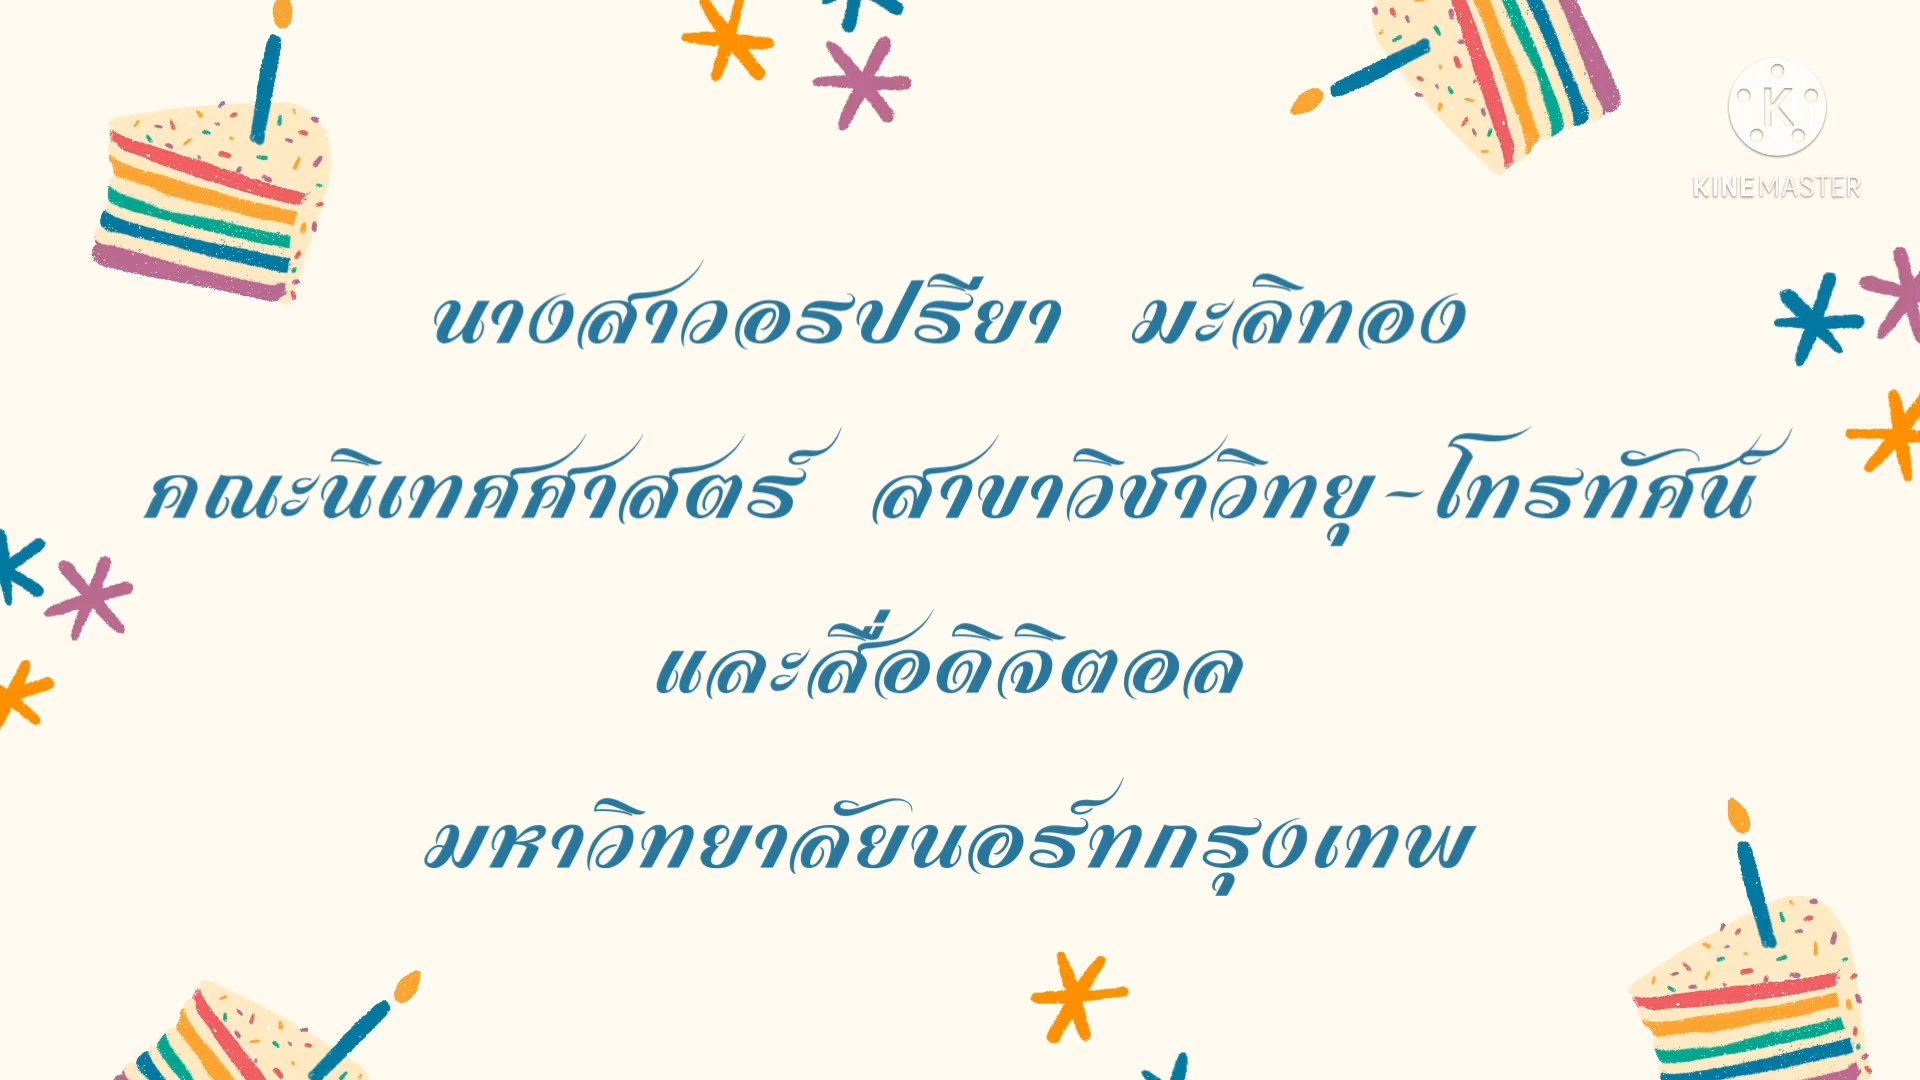 KINEMASTER
นางสาวอรปรียา มะลิทอง
คณะนิเทศศาสตร์ สาขาวิชาวิทยุ-โทรทัศน์
และสื่อดิจิตอล
มหาวิทยาลัยนอร์ทกรุงเทพ